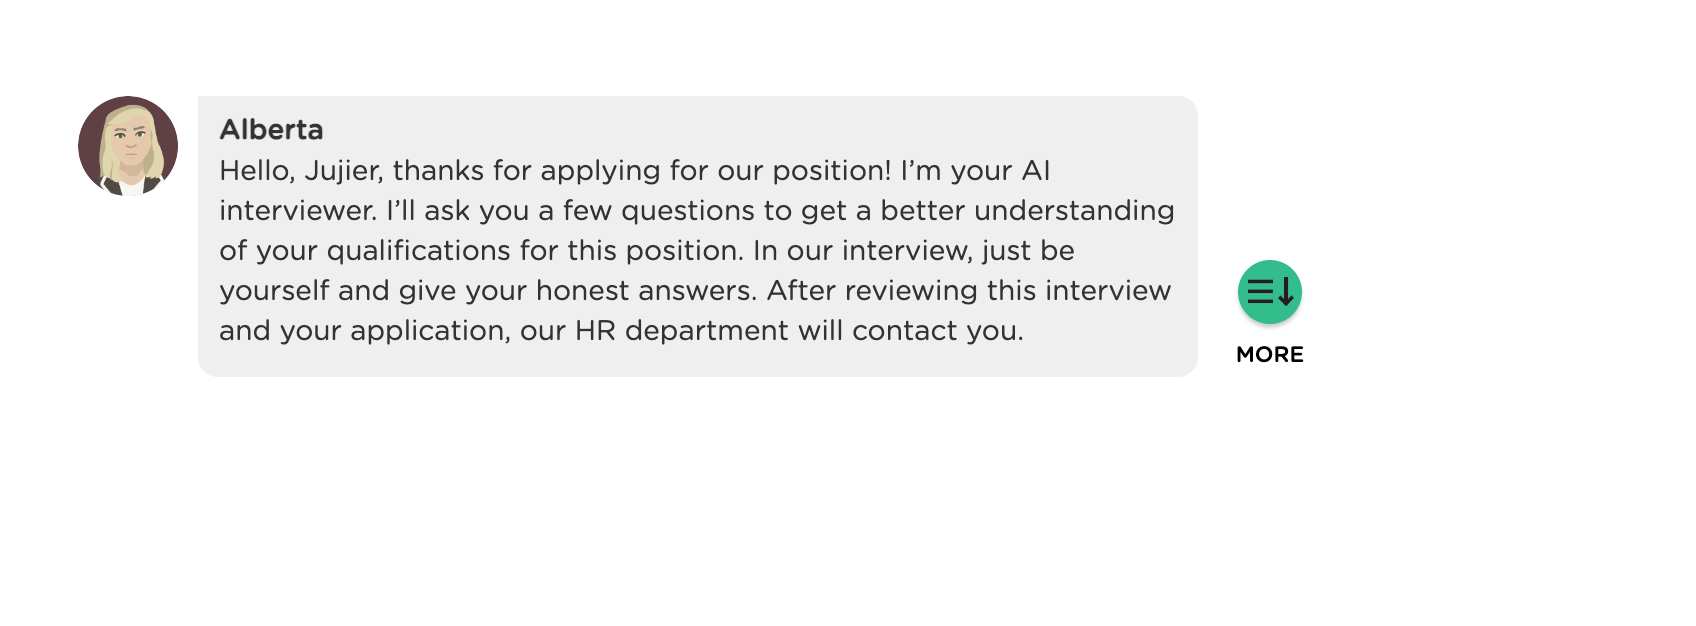 Alberta
Hello, Jujier, thanks for applying for our position! I’m your AI
interviewer. I’ll ask you a few questions to get a better understanding
of your qualifications for this position. In our interview, just be
yourself and give your honest answers. After reviewing this interview
and your application, our HR department will contact you.
MORE